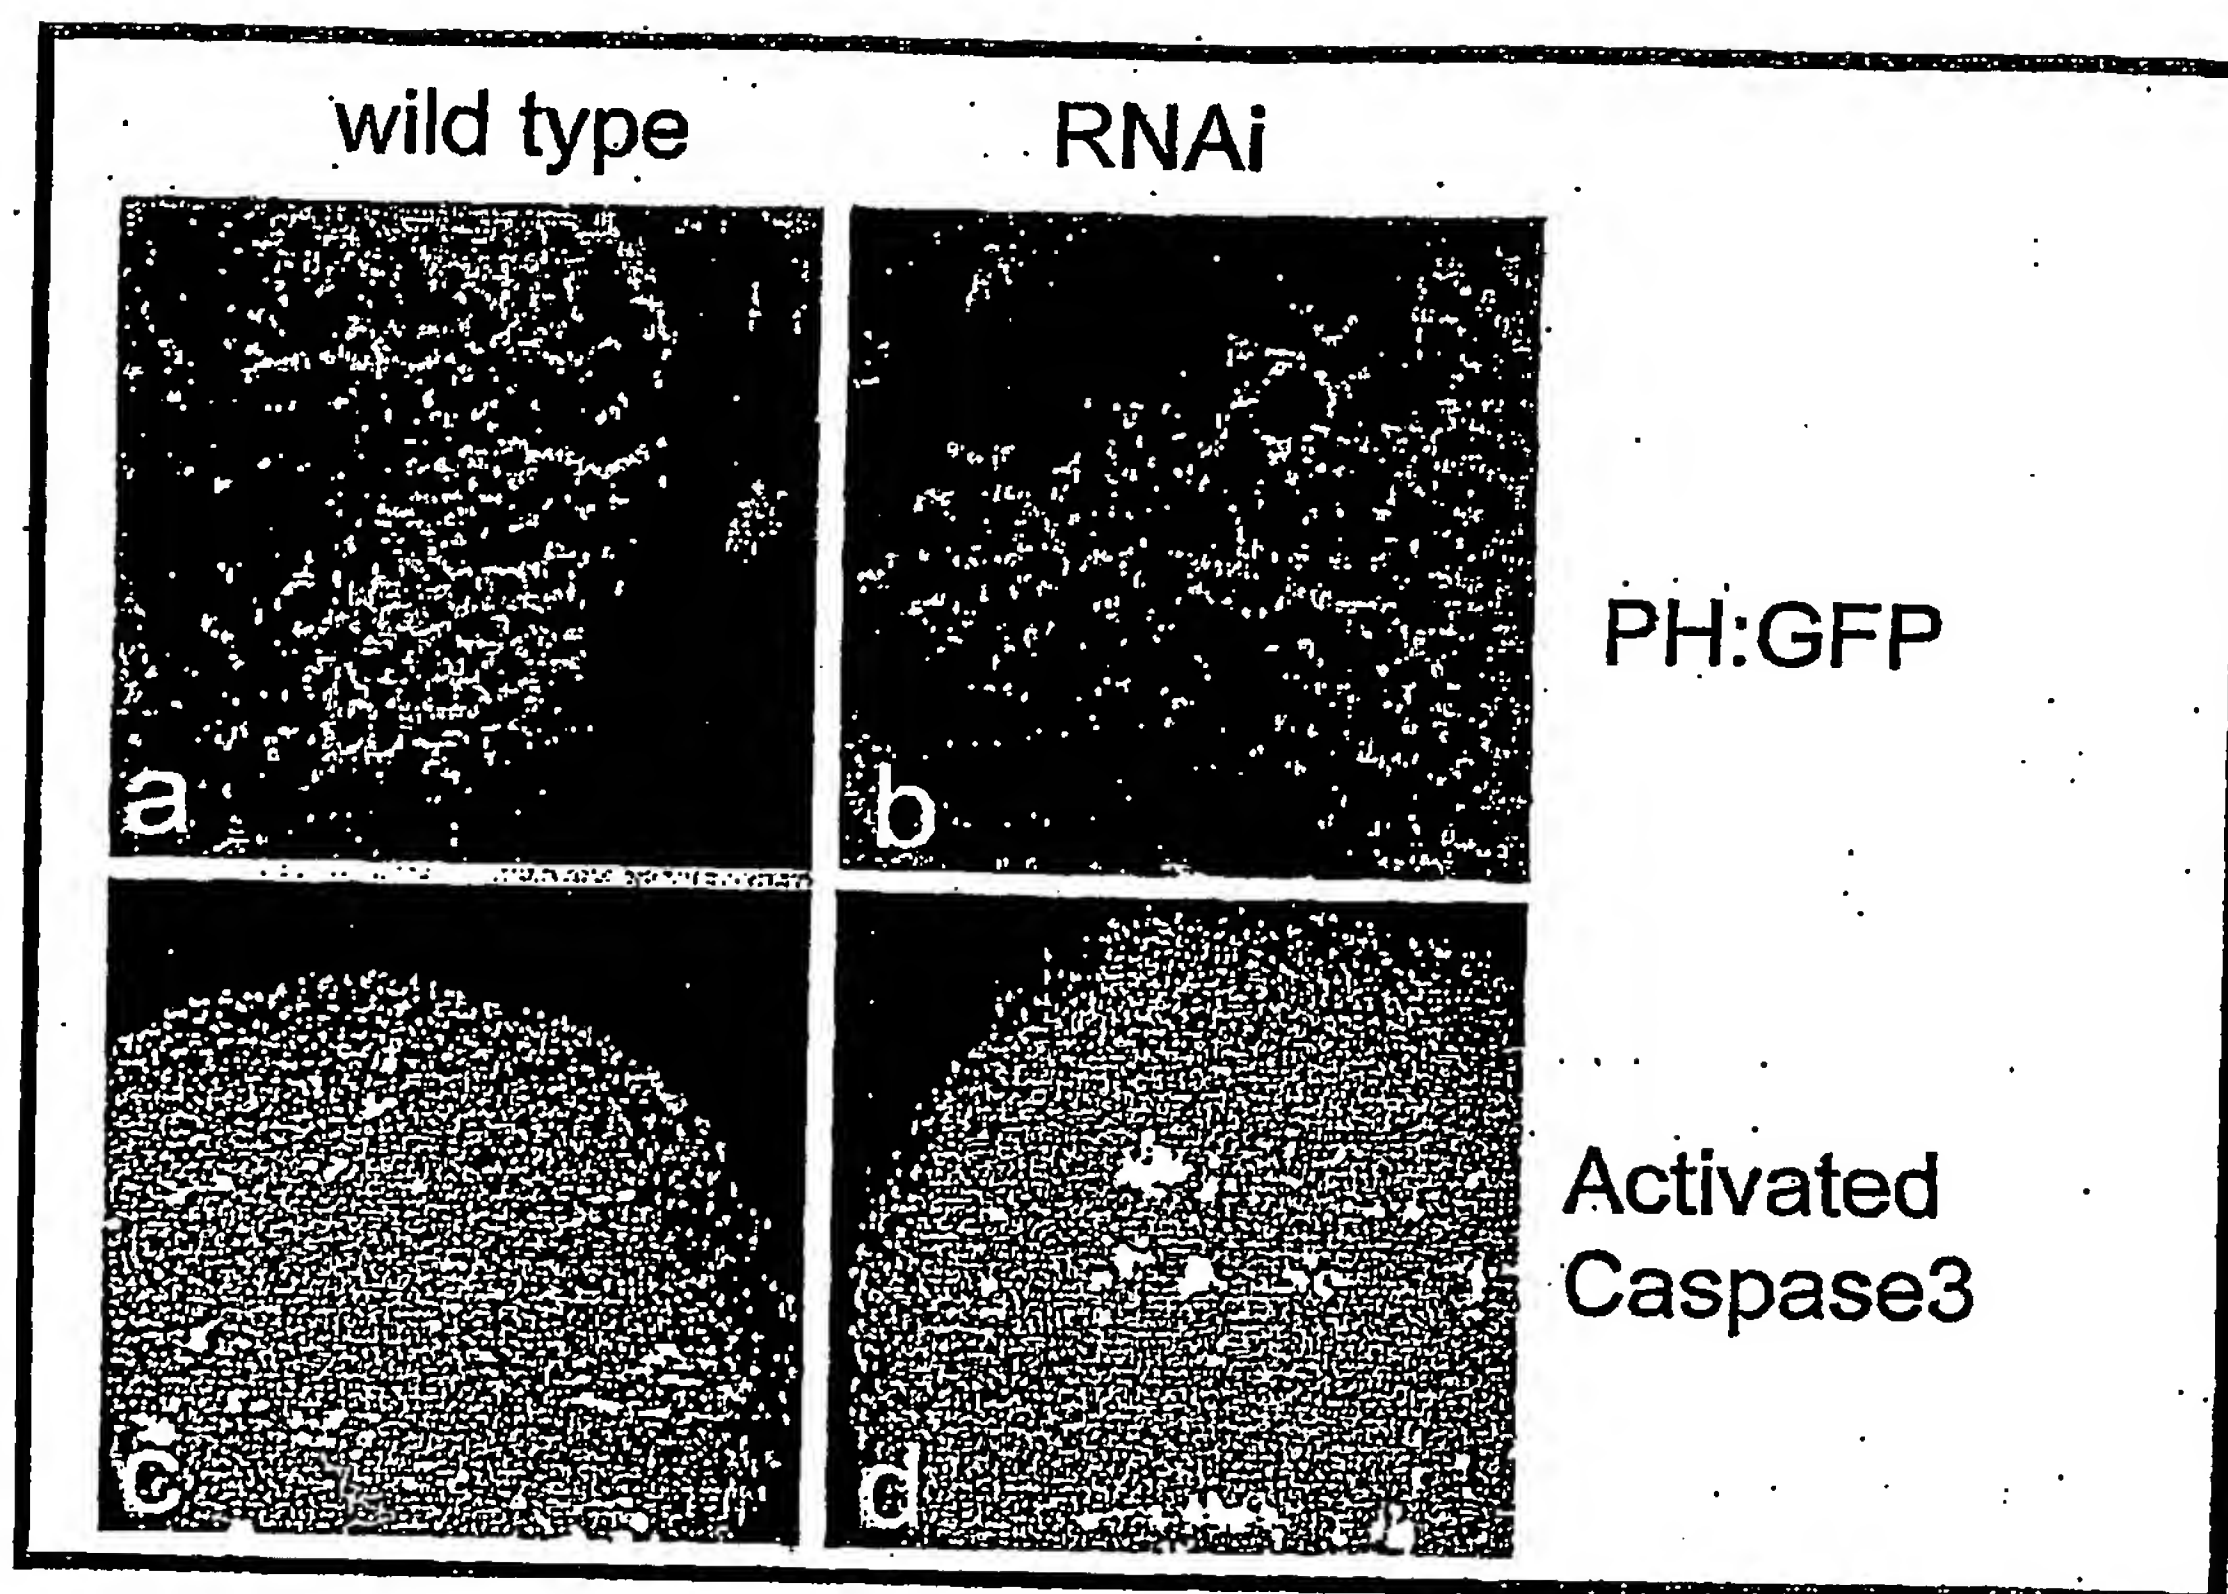 wild type RNAi
a b
PH:GFP
c d
Activated
Caspase3